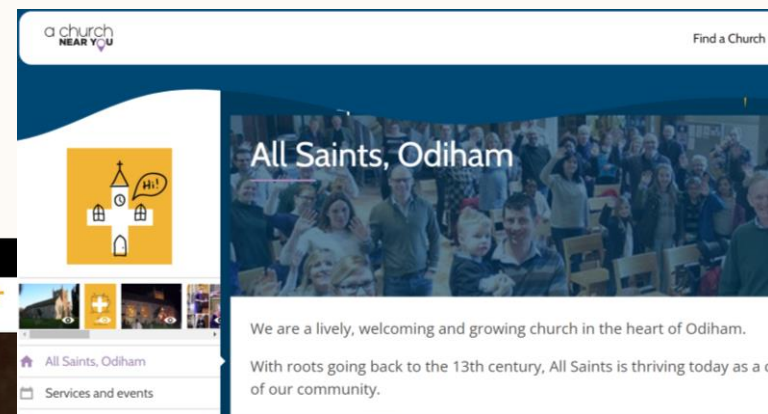 a church
NEAR YOU
Find a Church
Hi!
All Saints, Odiham
We are a lively, welcoming and growing church in the heart of Odiham.
With roots going back to the 13th century, All Saints is thriving today as a
of our community.
All Saints, Odiham
Services and events